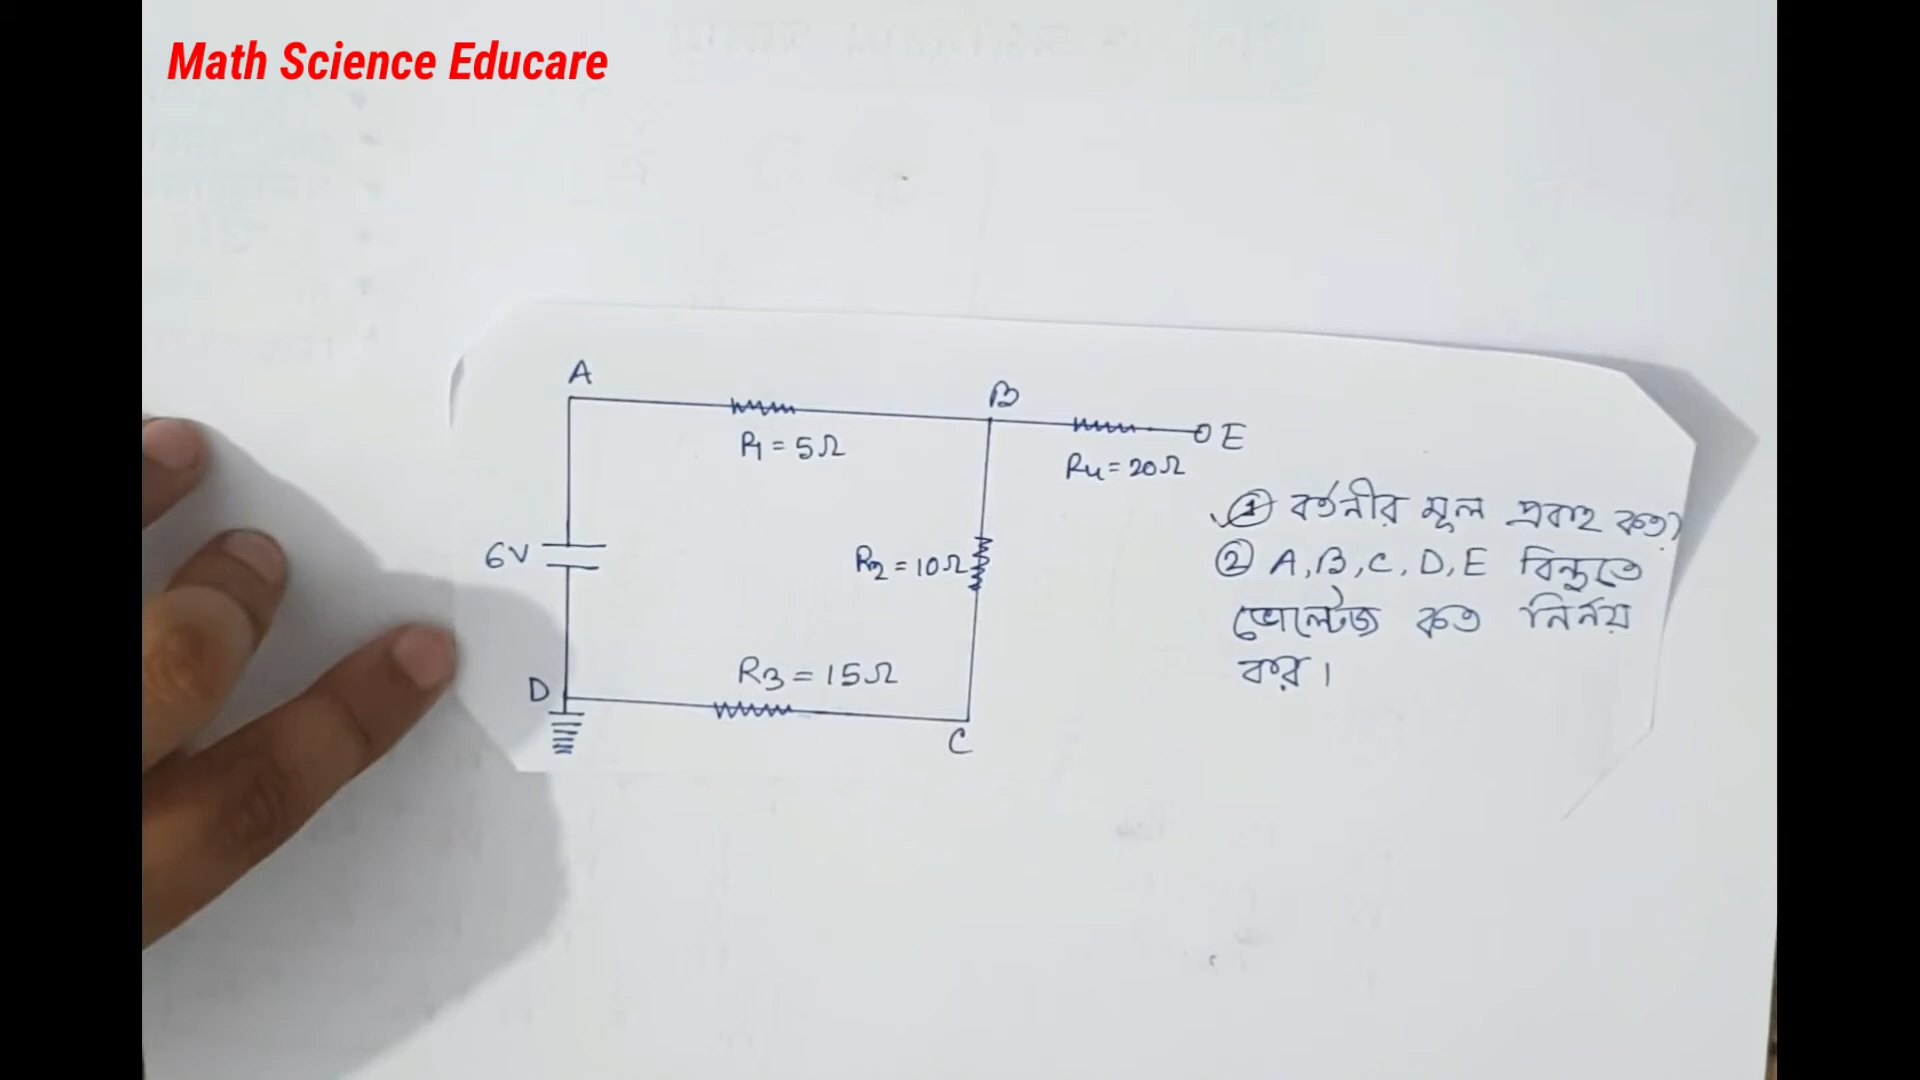 Math Science Educare
A
B
R1 = 5Ω
E
R4 = 20Ω
① বর্তনীর মূল প্রবাহ কত?
6V
R2 = 10Ω
② A, B, C, D, E বিন্দুতে
ভোল্টেজ কত নির্নয়
কর।
R3 = 15Ω
D
C